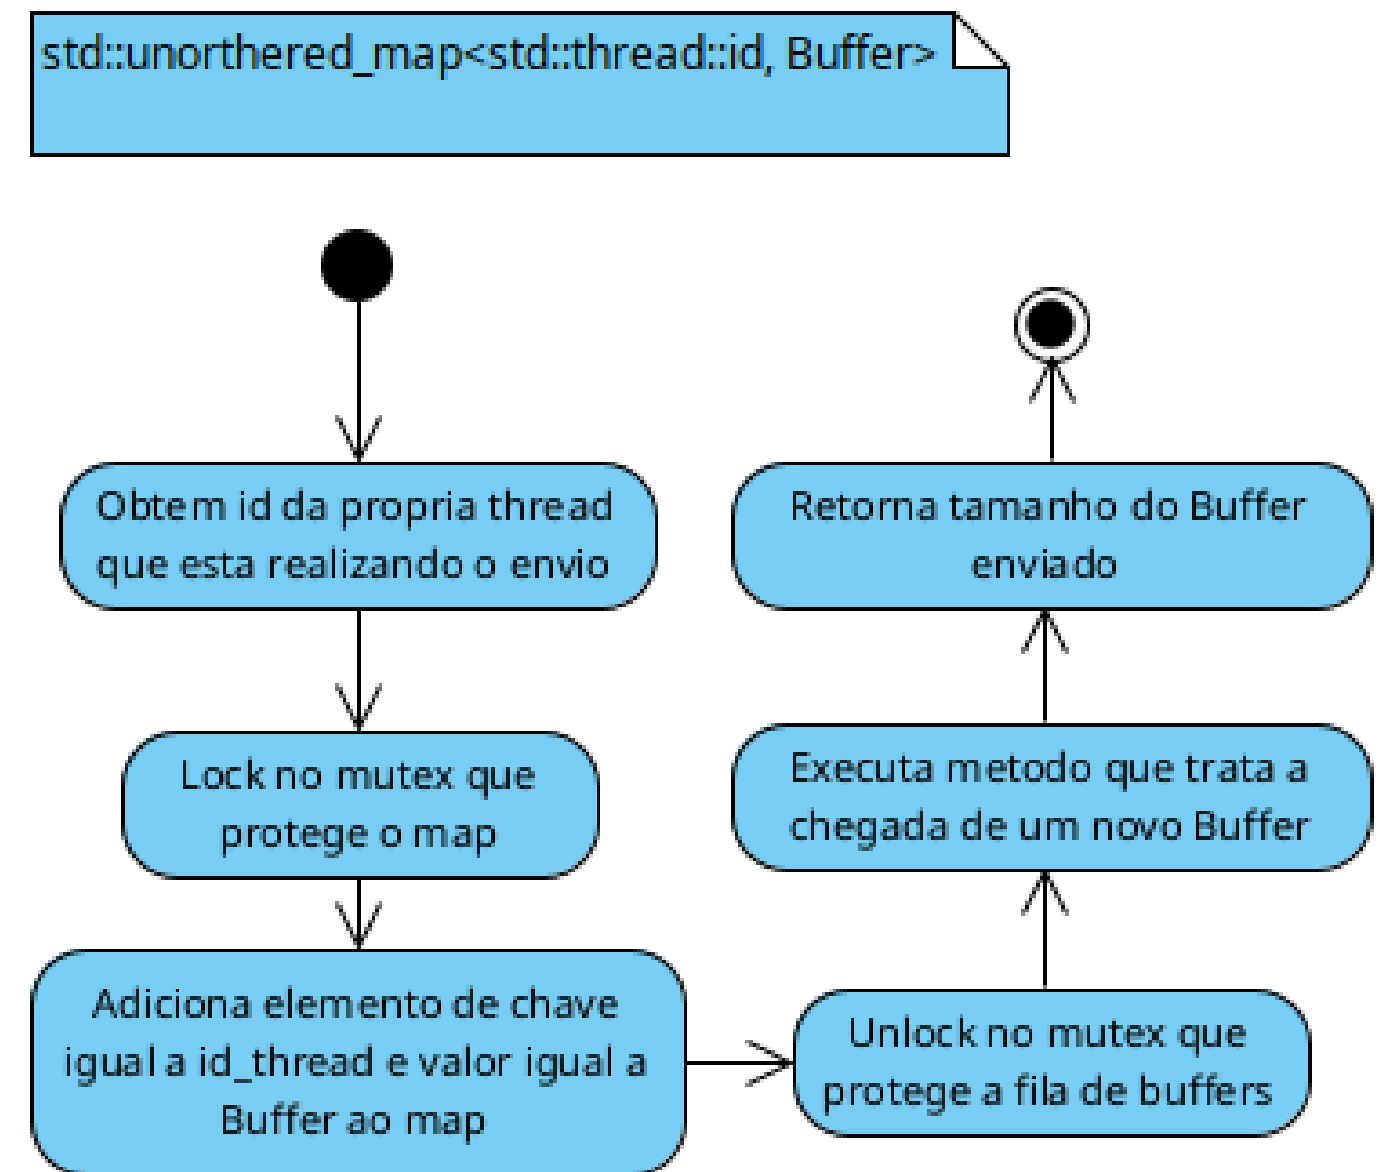 std::unorthered_map<std::thread::id, Buffer>
Obtem id da propria thread
que esta realizando o envio
Lock no mutex que
protege o map
Adiciona elemento de chave
igual a id_thread e valor igual a
Buffer ao map
Unlock no mutex que
protege a fila de buffers
Executa metodo que trata a
chegada de um novo Buffer
Retorna tamanho do Buffer
enviado